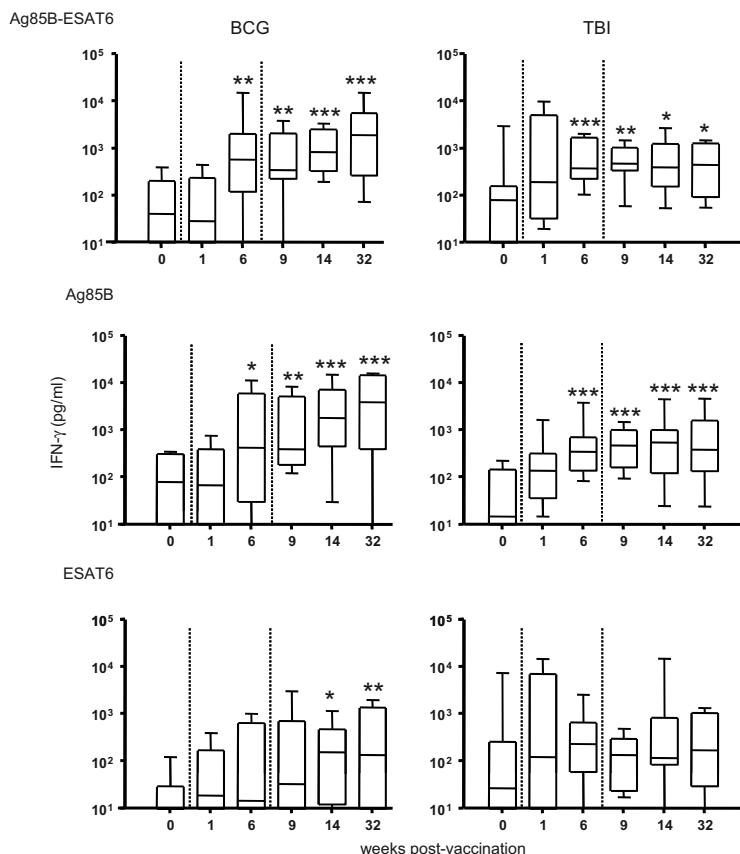 Ag85B-ESAT6
BCG TBI
10⁵ 10⁵
** *** *** * *
10⁴ ** *** ** 10⁴
10³ 10³
10² 10²
10¹ 10¹
0 1 6 9 14 32 0 1 6 9 14 32
Ag85B
10⁵ 10⁵
* ** *** *** *** *** *** ***
10⁴ 10⁴
10³ 10³
10² 10²
10¹ 10¹
0 1 6 9 14 32 0 1 6 9 14 32
IFN-γ (pg/ml)
ESAT6
10⁵ 10⁵
10⁴ 10⁴
* **
10³ 10³
10² 10²
10¹ 10¹
0 1 6 9 14 32 0 1 6 9 14 32
weeks post-vaccination